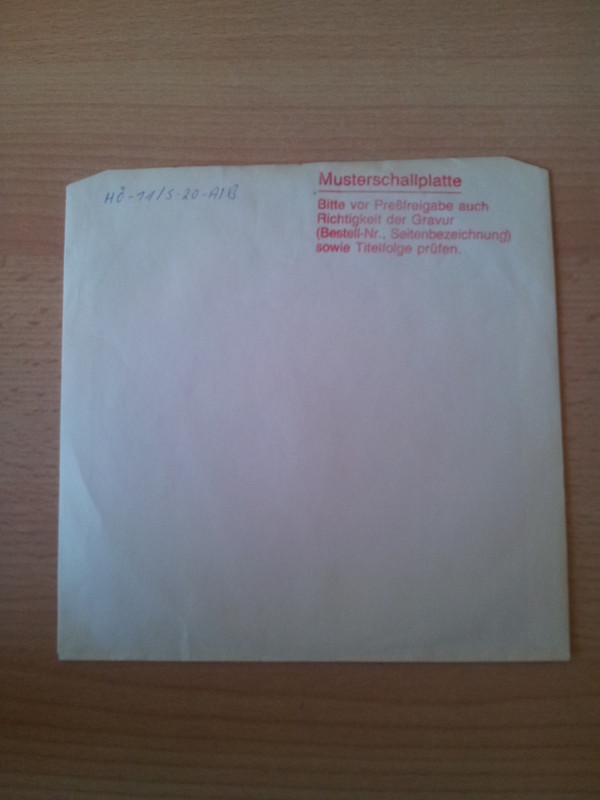 HÖ-11/S-20-A/B
Musterschallplatte
Bitte vor Preßfreigabe auch
Richtigkeit der Gravur
(Bestell-Nr., Seitenbezeichnung)
sowie Titelfolge prüfen.